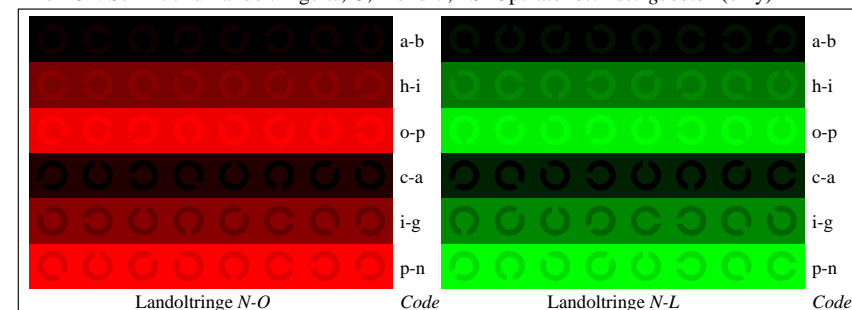 a-b a-b
h-i h-i
o-p o-p
c-a c-a
i-g i-g
p-n p-n
Landoltringe N-O Code Landoltringe N-L Code